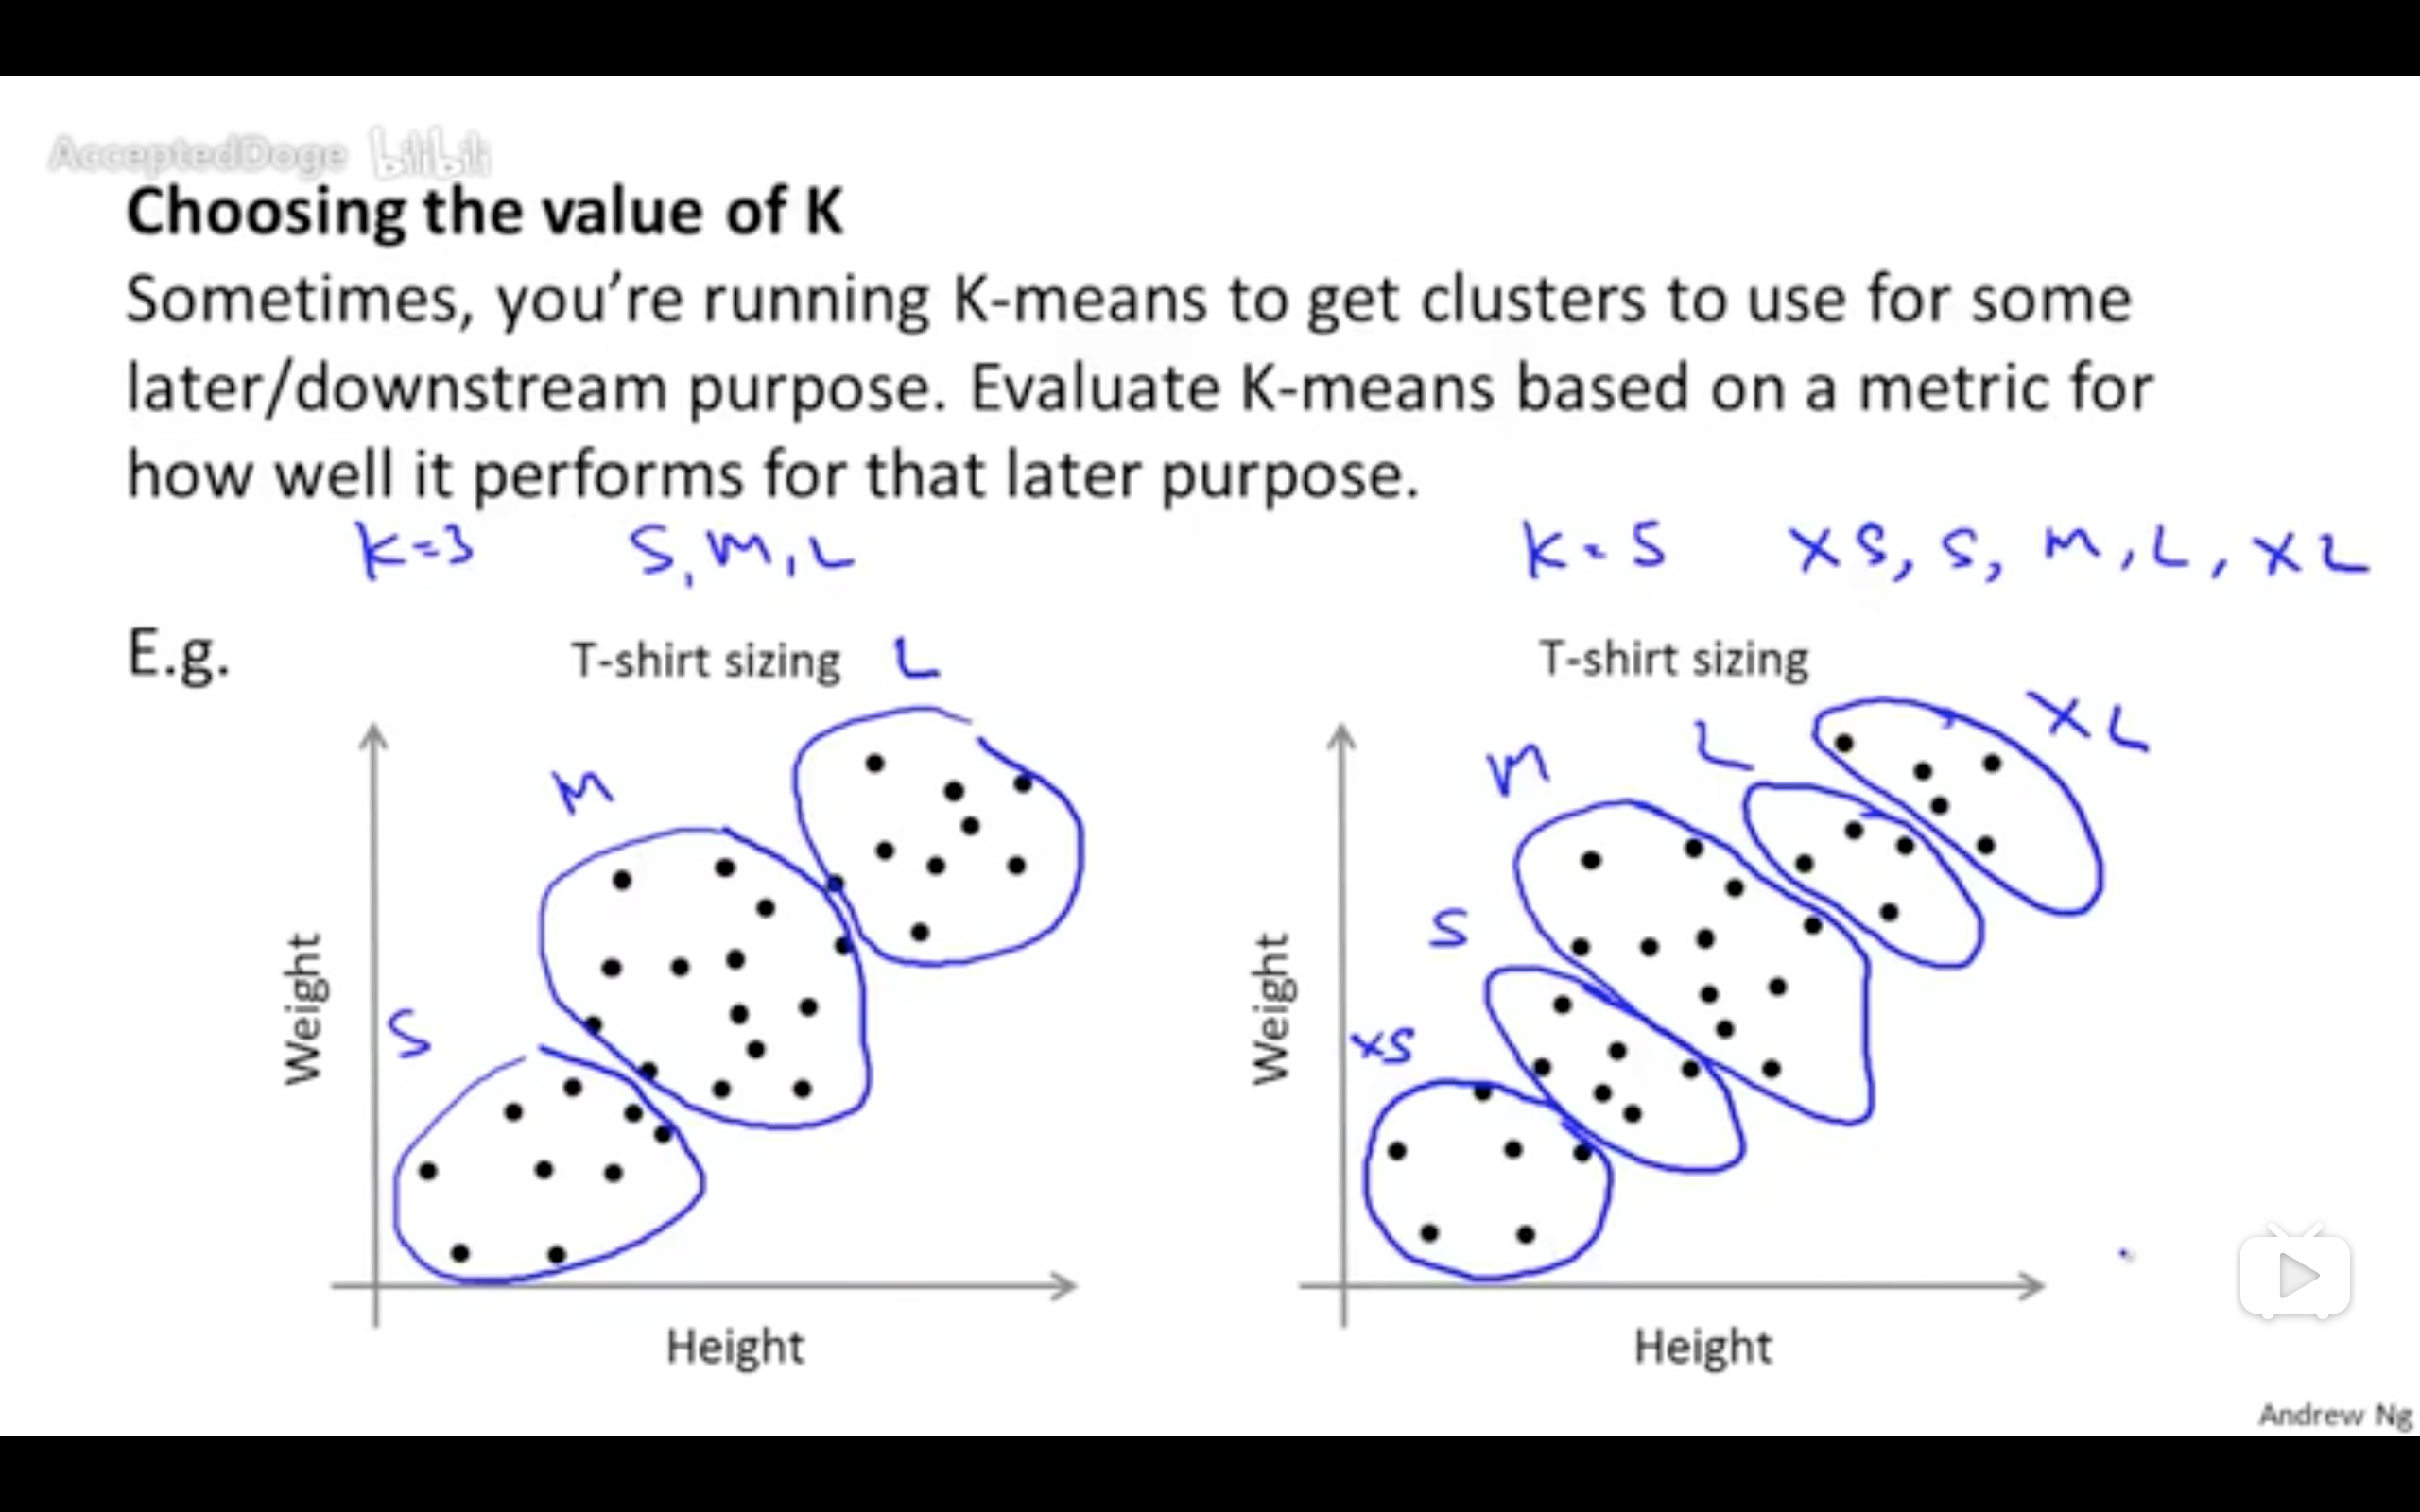 AcceptedDoge bilibili
Choosing the value of K
Sometimes, you're running K-means to get clusters to use for some
later/downstream purpose. Evaluate K-means based on a metric for
how well it performs for that later purpose.
K=3 S, M, L
K=5 XS, S, M, L, XL
E.g.
T-shirt sizing
L
M
S
Weight
Height
T-shirt sizing
XL
L
M
S
XS
Weight
Height
Andrew Ng